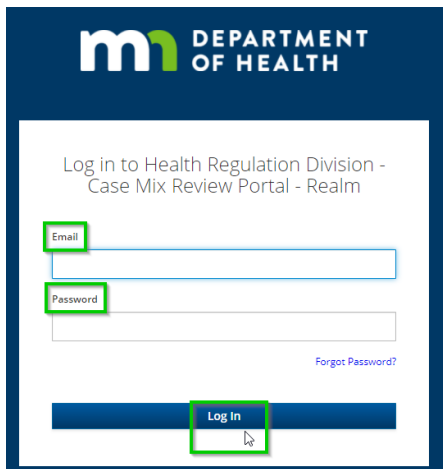 mn DEPARTMENT
OF HEALTH
Log in to Health Regulation Division -
Case Mix Review Portal - Realm
Email
Password
Forgot Password?
Log In